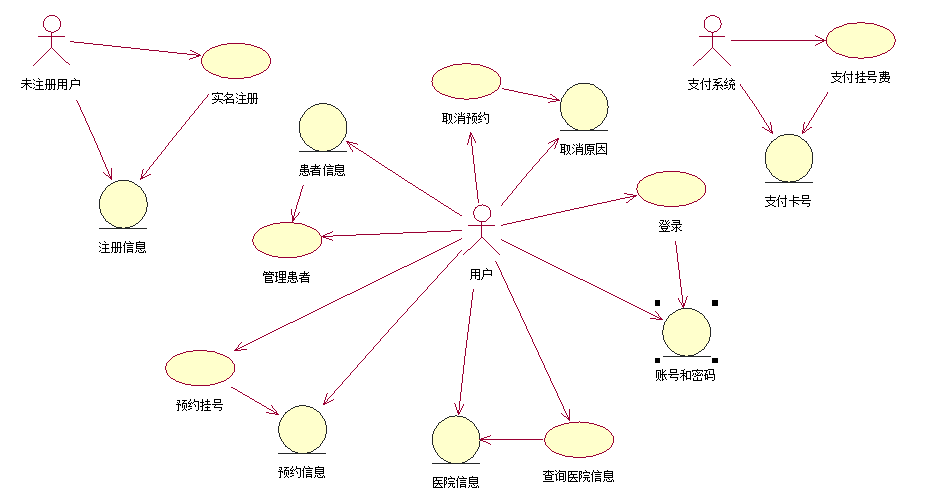 未注册用户
实名注册
支付系统
支付挂号费
取消预约
取消原因
患者信息
支付卡号
登录
注册信息
管理患者
用户
账号和密码
预约挂号
预约信息
医院信息
查询医院信息